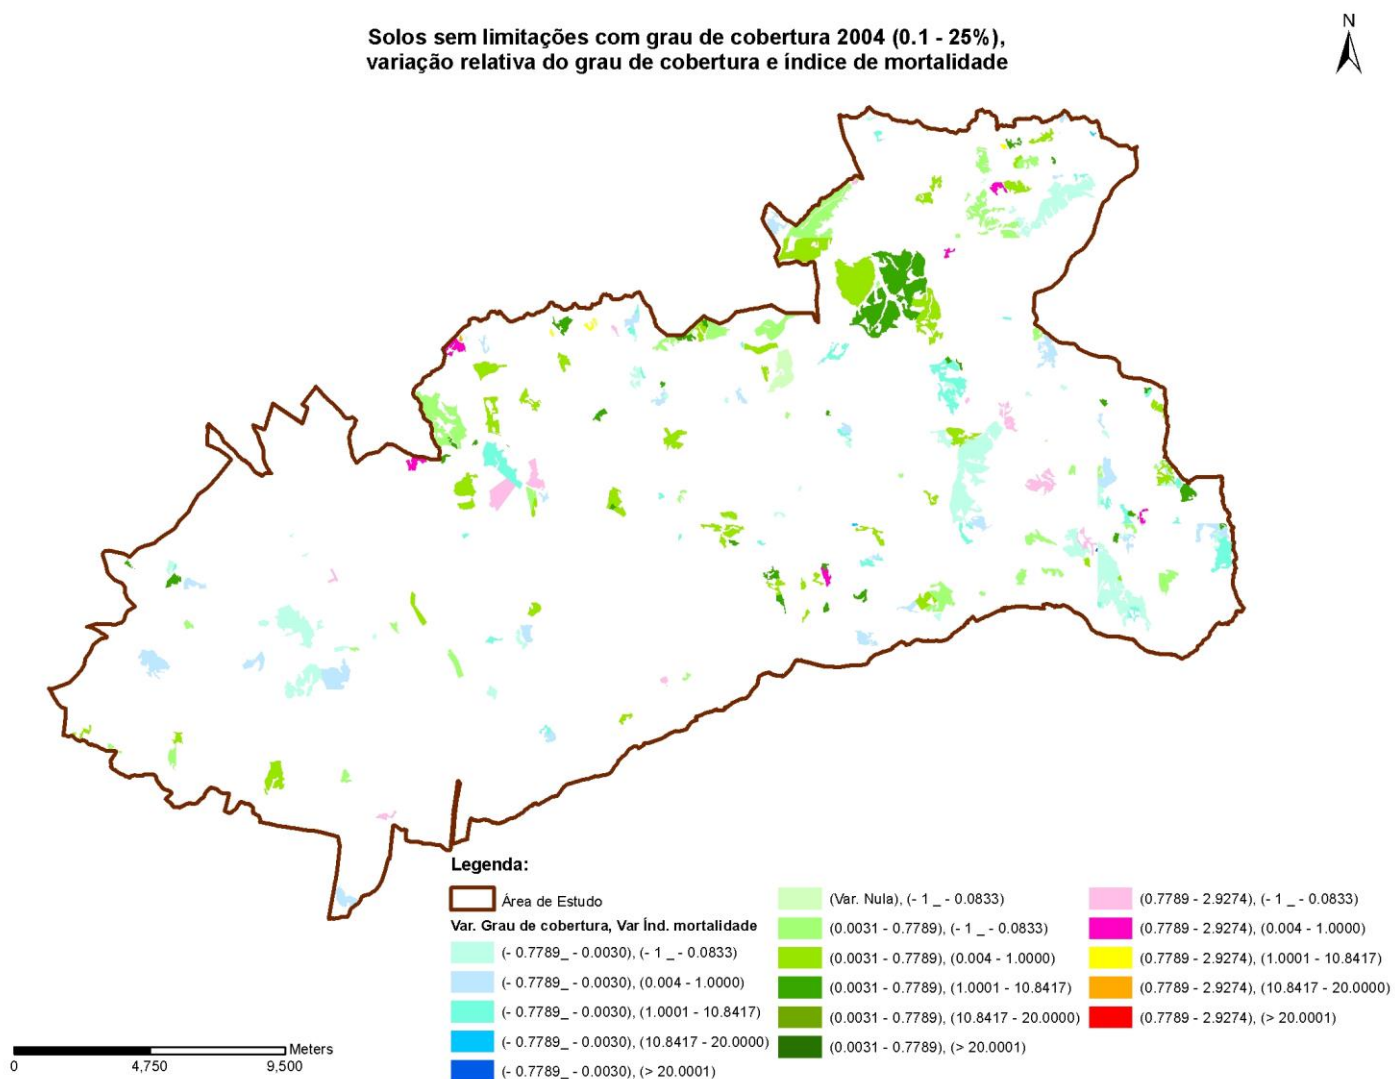 Solos sem limitações com grau de cobertura 2004 (0.1 - 25%),
variação relativa do grau de cobertura e índice de mortalidade
N
Legenda:
Área de Estudo
Var. Grau de cobertura, Var Índ. mortalidade
(- 0.7789_ - 0.0030), (- 1 _ - 0.0833)
(- 0.7789_ - 0.0030), (0.004 - 1.0000)
(- 0.7789_ - 0.0030), (1.0001 - 10.8417)
(- 0.7789_ - 0.0030), (10.8417 - 20.0000)
(- 0.7789_ - 0.0030), (> 20.0001)
(Var. Nula), (- 1 _ - 0.0833)
(0.0031 - 0.7789), (- 1 _ - 0.0833)
(0.0031 - 0.7789), (0.004 - 1.0000)
(0.0031 - 0.7789), (1.0001 - 10.8417)
(0.0031 - 0.7789), (10.8417 - 20.0000)
(0.0031 - 0.7789), (> 20.0001)
(0.7789 - 2.9274), (- 1 _ - 0.0833)
(0.7789 - 2.9274), (0.004 - 1.0000)
(0.7789 - 2.9274), (1.0001 - 10.8417)
(0.7789 - 2.9274), (10.8417 - 20.0000)
(0.7789 - 2.9274), (> 20.0001)
Meters
0 4,750 9,500